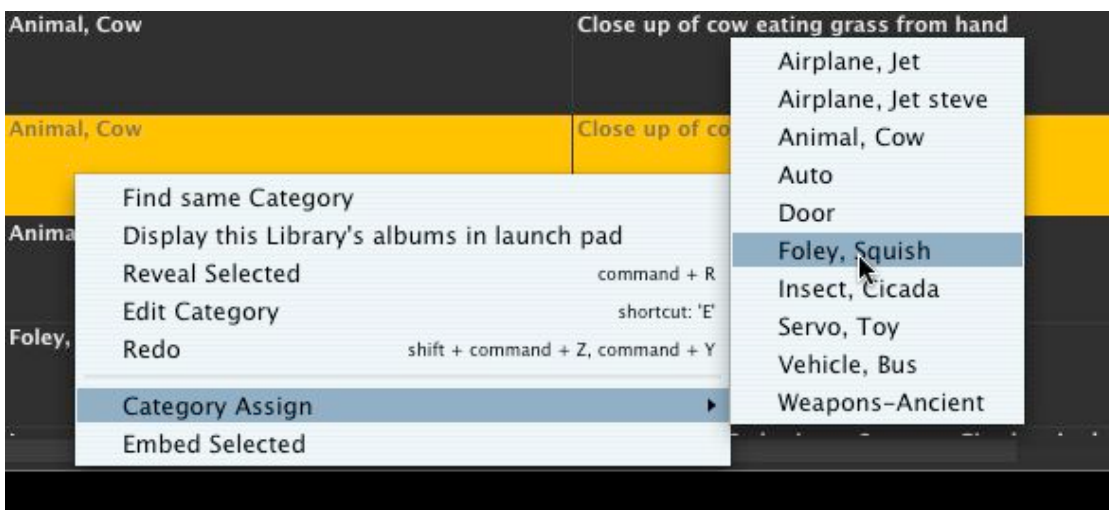 Animal, Cow
Close up of cow eating grass from hand
Animal, Cow
Close up of co
Anima
Foley,
Find same Category
Display this Library's albums in launch pad
Reveal Selected command + R
Edit Category shortcut: 'E'
Redo shift + command + Z, command + Y
Category Assign
Embed Selected
Airplane, Jet
Airplane, Jet steve
Animal, Cow
Auto
Door
Foley, Squish
Insect, Cicada
Servo, Toy
Vehicle, Bus
Weapons-Ancient